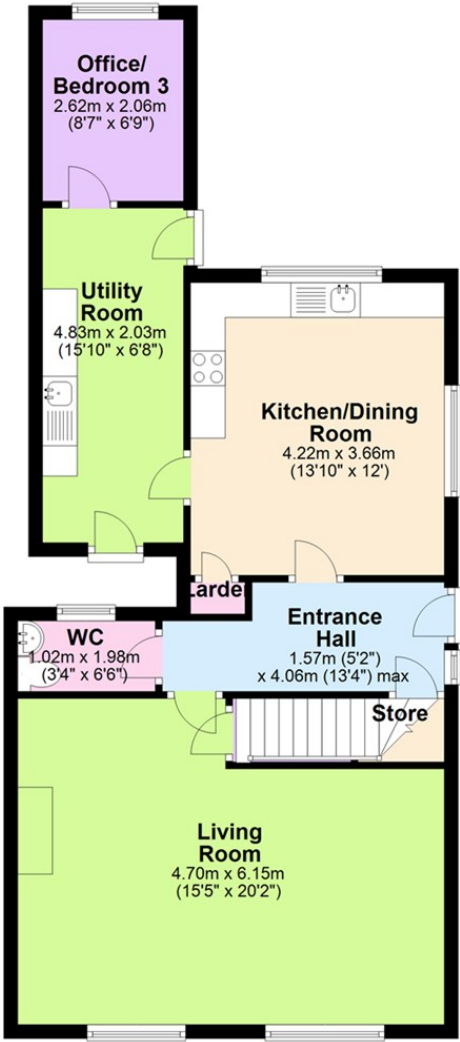 Office/
Bedroom 3
2.62m x 2.06m
(8'7" x 6'9")
Utility
Room
4.83m x 2.03m
(15'10" x 6'8")
Kitchen/Dining
Room
4.22m x 3.66m
(13'10" x 12')
Larder
Entrance
Hall
1.57m (5'2")
x 4.06m (13'4") max
WC
1.02m x 1.98m
(3'4" x 6'6")
Store
Living
Room
4.70m x 6.15m
(15'5" x 20'2")